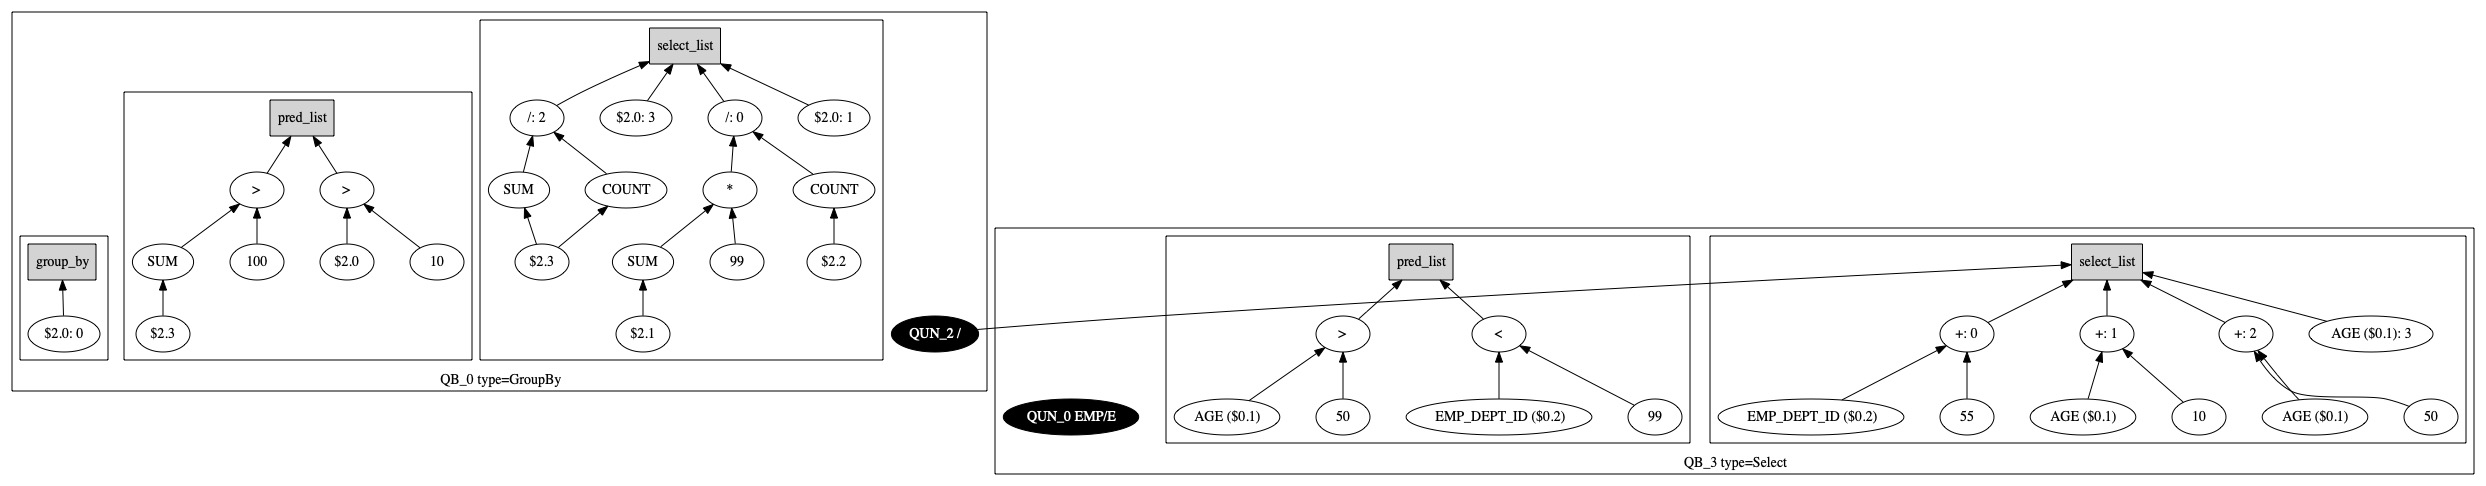 select_list
/: 2
$2.0: 3
/: 0
$2.0: 1
pred_list
>
>
SUM
COUNT
*
COUNT
group_by
SUM
100
$2.0
10
$2.3
SUM
99
$2.2
$2.0: 0
$2.3
$2.1
QUN_2 /
QB_0 type=GroupBy
pred_list
select_list
>
<
+: 0
+: 1
+: 2
AGE ($0.1): 3
QUN_0 EMP/E
AGE ($0.1)
50
EMP_DEPT_ID ($0.2)
99
EMP_DEPT_ID ($0.2)
55
AGE ($0.1)
10
AGE ($0.1)
50
QB_3 type=Select